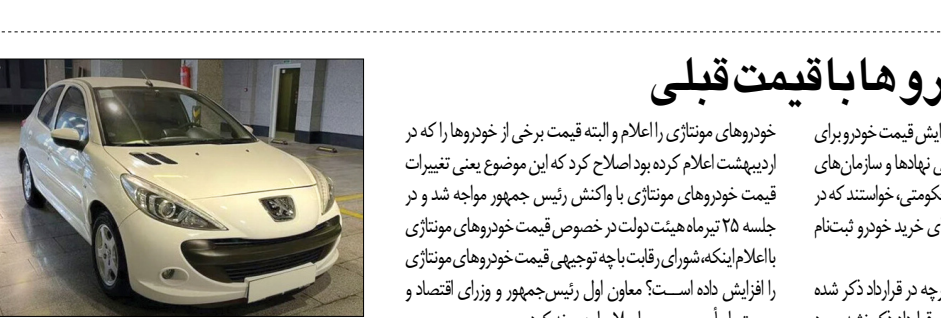 رو ها با قیمت قبلی
ایش قیمت خودرو برای
ی نهادها و سازمان‌های
کومتی، خواستند که در
ی خرید خودرو ثبت‌نام
رچه در قرارداد ذکر شده
خودروهای مونتاژی را اعلام و البته قیمت برخی از خودروها را که در
اردیبهشت اعلام کرده بود اصلاح کرد که این موضوع یعنی تغییرات
قیمت خودروهای مونتاژی با واکنش رئیس جمهور مواجه شد و در
جلسه ۲۵ تیرماه هیئت دولت در خصوص قیمت خودروهای مونتاژی
بااعلام اینکه، شورای رقابت با چه توجیهی قیمت خودروهای مونتاژی
را افزایش داده است؟ معاون اول رئیس‌جمهور و وزرای اقتصاد و